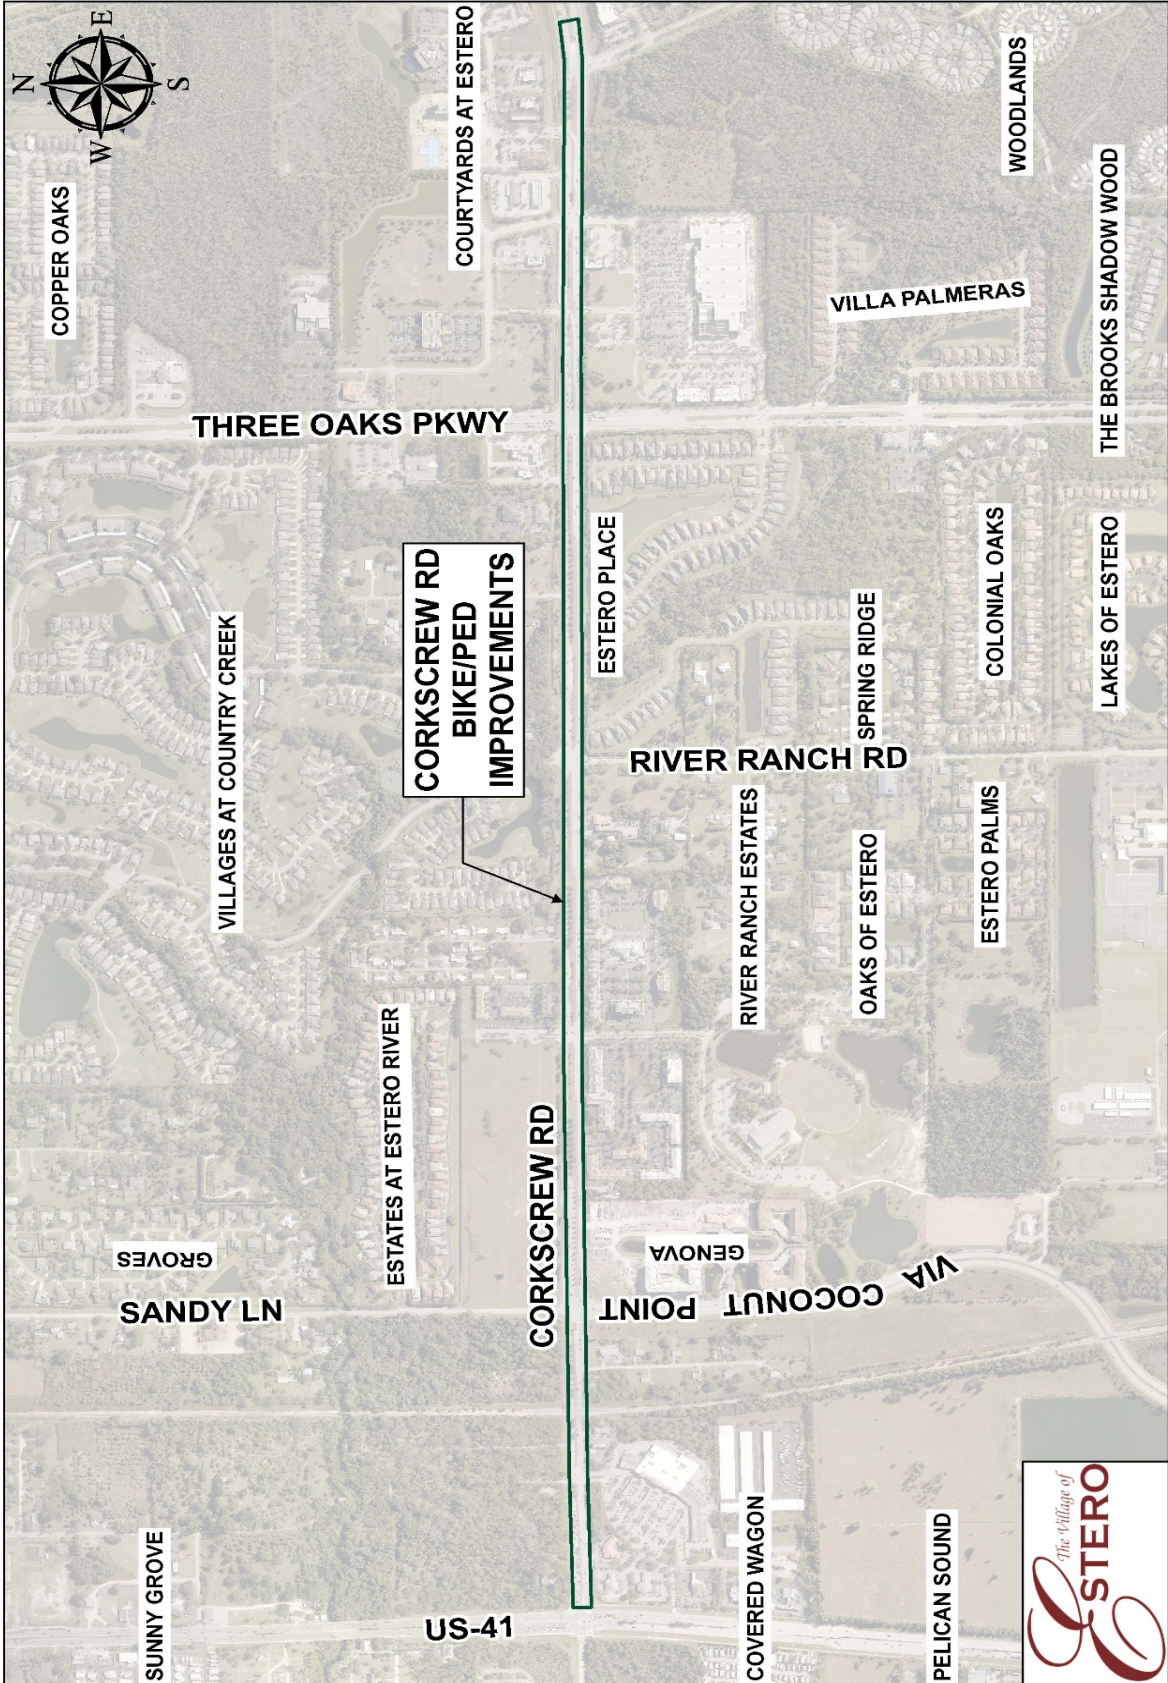 N
E
W
S
COPPER OAKS
COURTYARDS AT ESTERO
WOODLANDS
THE BROOKS SHADOW WOOD
VILLA PALMERAS
THREE OAKS PKWY
CORKSCREW RD
BIKE/PED
IMPROVEMENTS
ESTERO PLACE
COLONIAL OAKS
LAKES OF ESTERO
SPRING RIDGE
VILLAGES AT COUNTRY CREEK
RIVER RANCH RD
RIVER RANCH ESTATES
OAKS OF ESTERO
ESTERO PALMS
ESTATES AT ESTERO RIVER
CORKSCREW RD
GROVES
SANDY LN
GENOVA
VIA COCONUT POINT
SUNNY GROVE
US-41
COVERED WAGON
PELICAN SOUND
The Village of
ESTERO